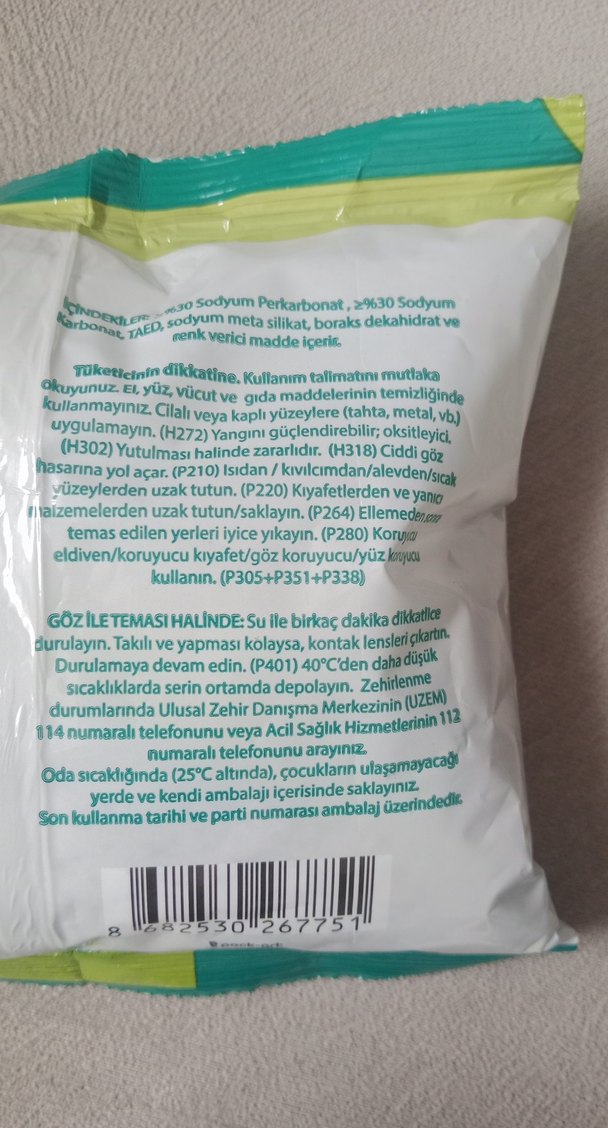 İÇİNDEKİLER: ≥%30 Sodyum Perkarbonat , ≥%30 Sodyum
Karbonat, TAED, sodyum meta silikat, boraks dekahidrat ve
renk verici madde içerir.
Tüketicinin dikkatine. Kullanım talimatını mutlaka
okuyunuz. El, yüz, vücut ve gıda maddelerinin temizliğinde
kullanmayınız. Cilalı veya kaplı yüzeylere (tahta, metal, vb.)
uygulamayın. (H272) Yangını güçlendirebilir; oksitleyici.
(H302) Yutulması halinde zararlıdır. (H318) Ciddi göz
hasarına yol açar. (P210) Isıdan / kıvılcımdan/alevden/sıcak
yüzeylerden uzak tutun. (P220) Kıyafetlerden ve yanıcı
malzemelerden uzak tutun/saklayın. (P264) Ellemeden sonra
temas edilen yerleri iyice yıkayın. (P280) Koruyucu
eldiven/koruyucu kıyafet/göz koruyucu/yüz koruyucu
kullanın. (P305+P351+P338)
GÖZ İLE TEMASI HALİNDE: Su ile birkaç dakika dikkatlice
durulayın. Takılı ve yapması kolaysa, kontak lensleri çıkartın.
Durulamaya devam edin. (P401) 40°C'den daha düşük
sıcaklıklarda serin ortamda depolayın. Zehirlenme
durumlarında Ulusal Zehir Danışma Merkezinin (UZEM)
114 numaralı telefonunu veya Acil Sağlık Hizmetlerinin 112
numaralı telefonunu arayınız.
Oda sıcaklığında (25°C altında), çocukların ulaşamayacağı
yerde ve kendi ambalajı içerisinde saklayınız.
Son kullanma tarihi ve parti numarası ambalaj üzerindedir.
8 682530 267751